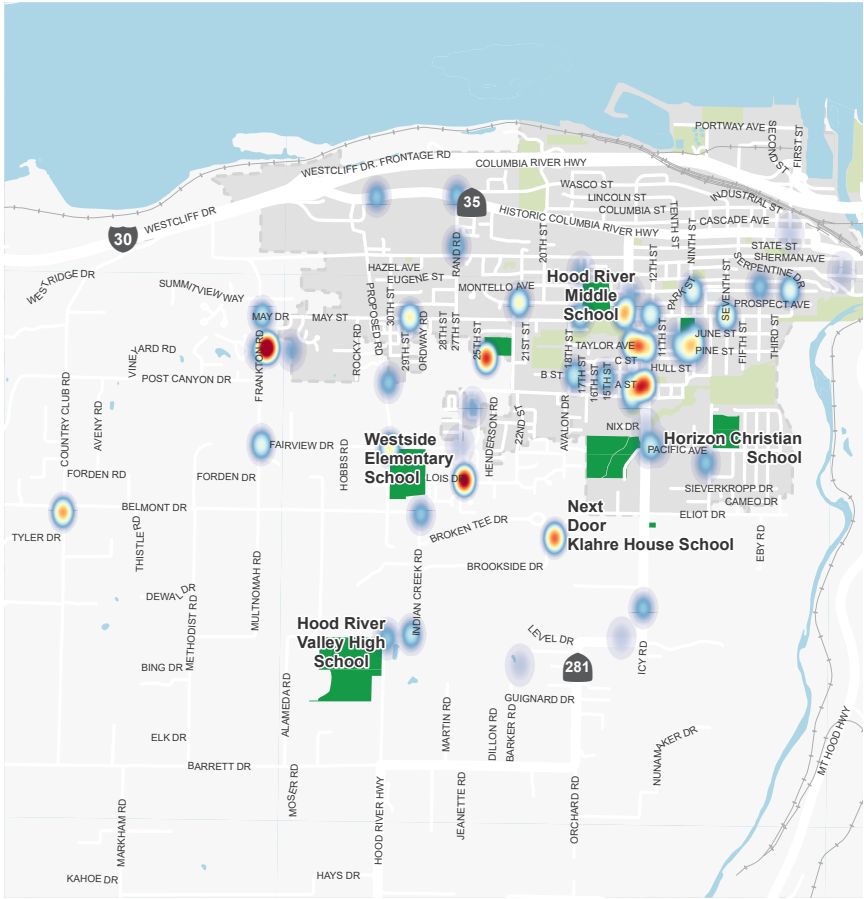 PORTWAY AVE
SECOND ST
FIRST ST
WESTCLIFF DR. FRONTAGE RD
COLUMBIA RIVER HWY
WASCO ST
LINCOLN ST
COLUMBIA ST
INDUSTRIAL ST
35
30
WESTCLIFF DR
HISTORIC COLUMBIA RIVER HWY
CASCADE AVE
TENTH ST
NINTH ST
20TH ST
12TH ST
STATE ST
SHERMAN AVE
RAND RD
HAZEL AVE
EUGENE ST
MONTELLO AVE
Hood River
Middle
School
PARK ST
SEVENTH ST
SERPENTINE DR
PROSPECT AVE
RIDGE DR
SUMMITVIEW WAY
MAY DR
MAY ST
PROPOSED RD
30TH ST
29TH ST
ORDWAY RD
28TH ST
27TH ST
25TH ST
21ST ST
18TH ST
17TH ST
16TH ST
15TH ST
TAYLOR AVE
11TH ST
JUNE ST
PINE ST
FIFTH ST
THIRD ST
C ST
HULL ST
B ST
A ST
ROCKY RD
FRANKTON RD
POST CANYON DR
COUNTRY CLUB RD
AVENY RD
FAIRVIEW DR
HOBBS RD
HENDERSON RD
22ND ST
AVALON DR
NIX DR
PACIFIC AVE
Westside
Elementary
School
Horizon Christian
School
LOIS DR
FORDEN RD
FORDEN DR
SIEVERKROPP DR
CAMEO DR
ELIOT DR
BELMONT DR
BROKEN TEE DR
Next
Door
Klahre House School
TYLER DR
THISTLE RD
EBY RD
BROOKSIDE DR
MULTNOMAH RD
METHODIST RD
INDIAN CREEK RD
Hood River
Valley High
School
LEVEL DR
ICY RD
281
BING DR
GUIGNARD DR
ALAMEDA RD
MARTIN RD
DILLON RD
BARKER RD
ELK DR
NUNAMAKER DR
BARRETT DR
MT HOOD HWY
MARKHAM RD
MOSER RD
HOOD RIVER HWY
JEANETTE RD
ORCHARD RD
KAHOE DR
HAYS DR